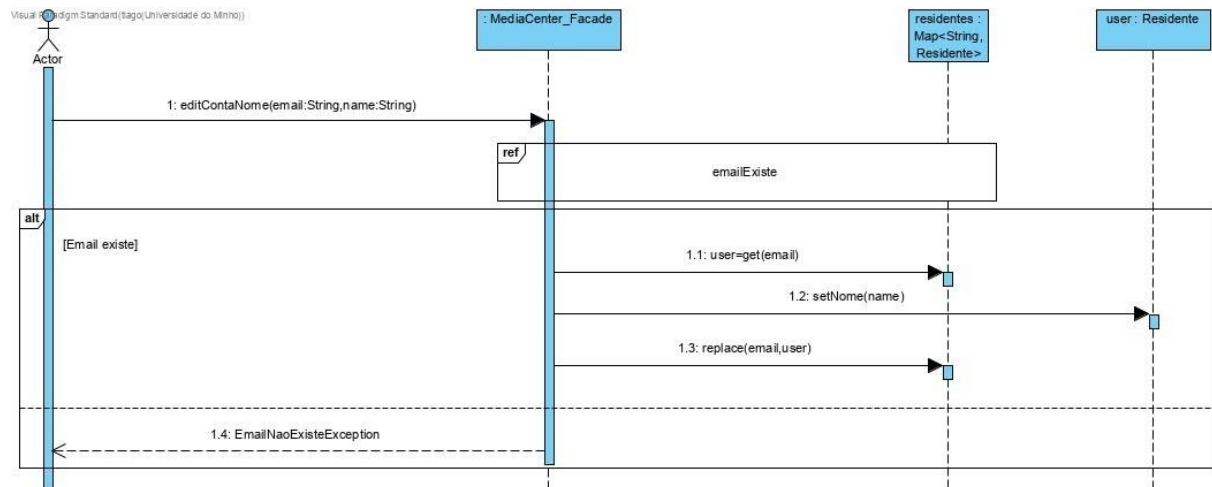 Visual Paradigm Standard(tiago(Universidade do Minho))
Actor
: MediaCenter_Facade
residentes :
Map<String,
Residente>
user : Residente
1: editContaNome(email:String,name:String)
ref
emailExiste
alt
[Email existe]
1.1: user=get(email)
1.2: setNome(name)
1.3: replace(email,user)
1.4: EmailNaoExisteException